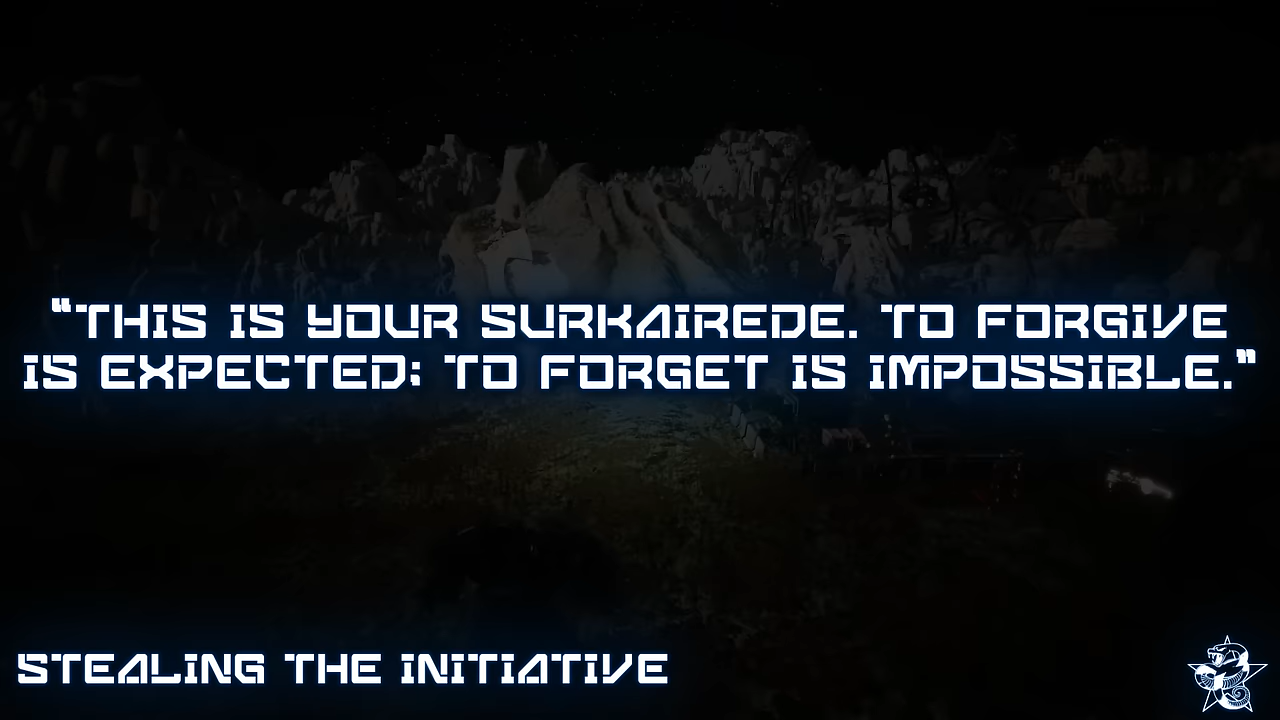 “THIS IS YOUR SURKAIREDE. TO FORGIVE
IS EXPECTED; TO FORGET IS IMPOSSIBLE.”
STEALING THE INITIATIVE